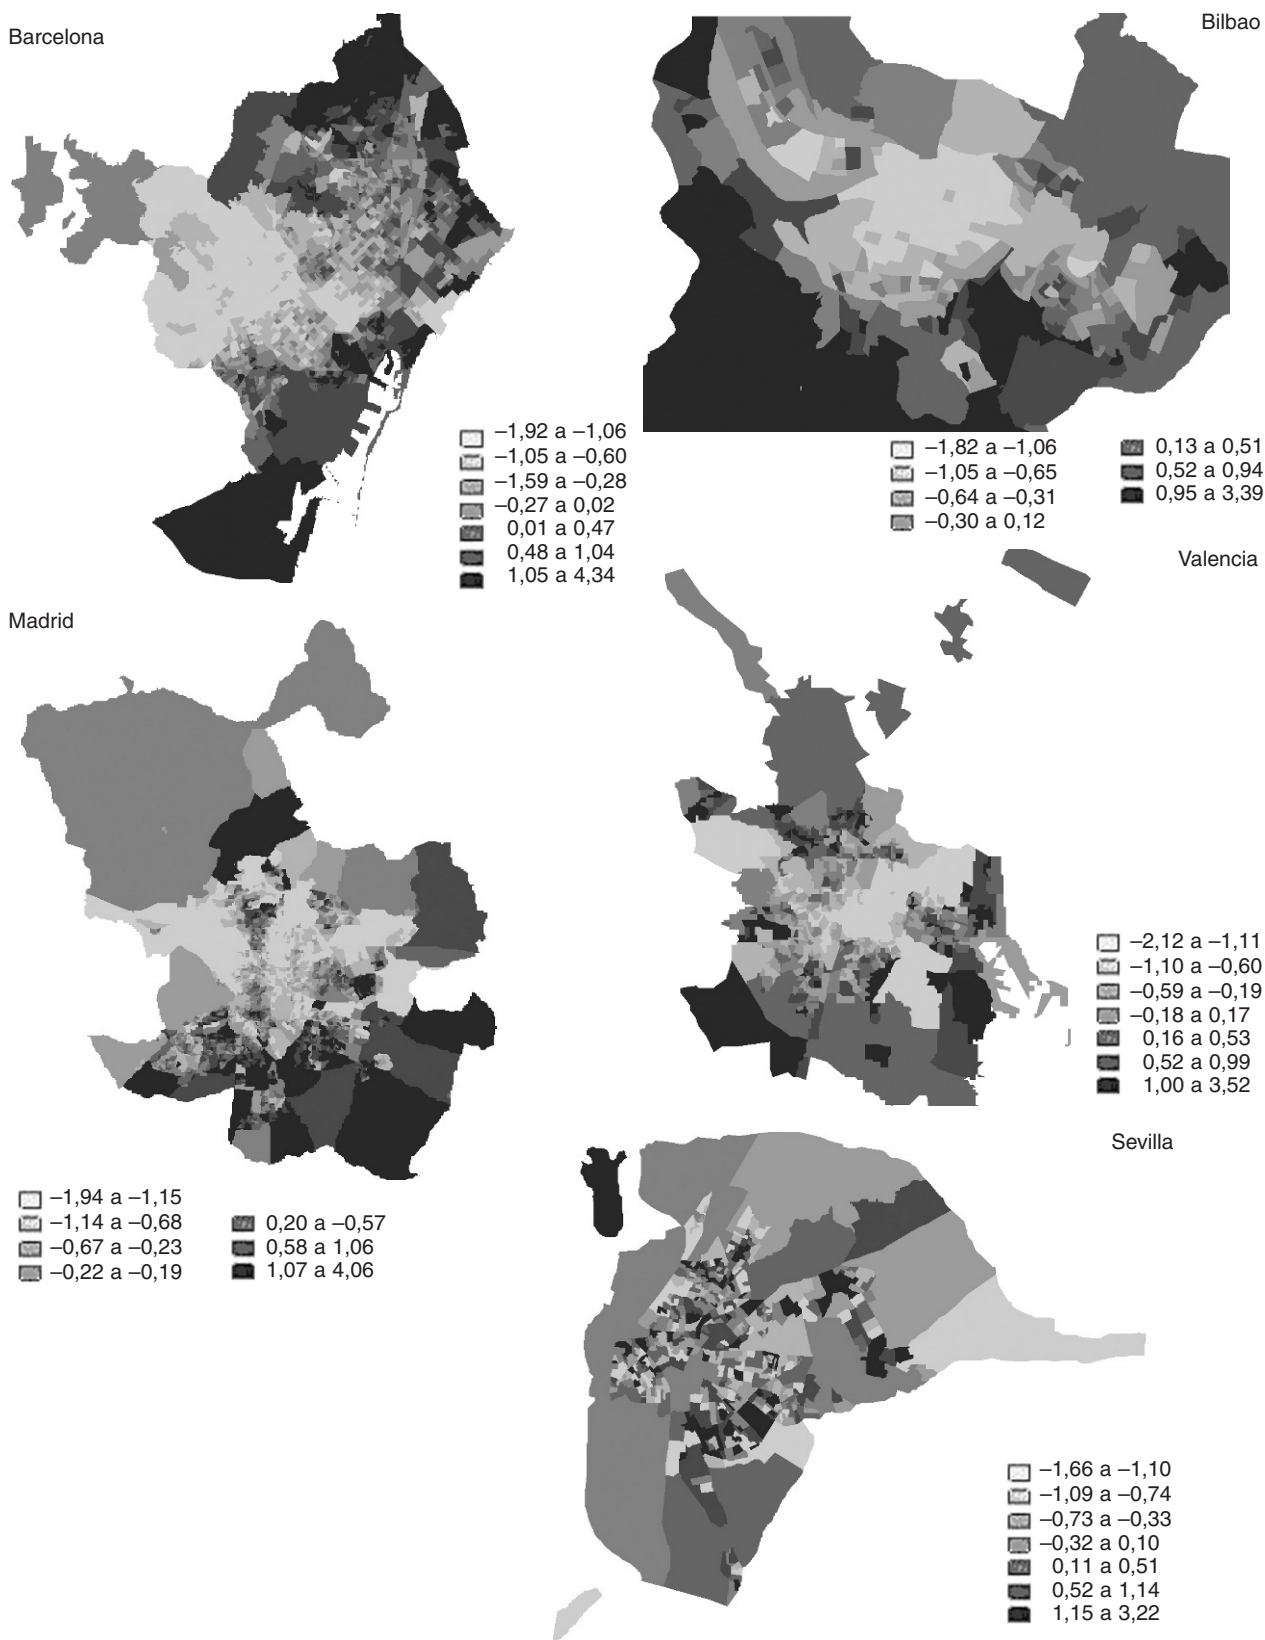 Barcelona
–1,92 a –1,06
–1,05 a –0,60
–1,59 a –0,28
–0,27 a 0,02
0,01 a 0,47
0,48 a 1,04
1,05 a 4,34
Bilbao
–1,82 a –1,06
–1,05 a –0,65
–0,64 a –0,31
–0,30 a 0,12
0,13 a 0,51
0,52 a 0,94
0,95 a 3,39
Madrid
–1,94 a –1,15
–1,14 a –0,68
–0,67 a –0,23
–0,22 a –0,19
0,20 a –0,57
0,58 a 1,06
1,07 a 4,06
Valencia
–2,12 a –1,11
–1,10 a –0,60
–0,59 a –0,19
–0,18 a 0,17
0,16 a 0,53
0,52 a 0,99
1,00 a 3,52
Sevilla
–1,66 a –1,10
–1,09 a –0,74
–0,73 a –0,33
–0,32 a 0,10
0,11 a 0,51
0,52 a 1,14
1,15 a 3,22